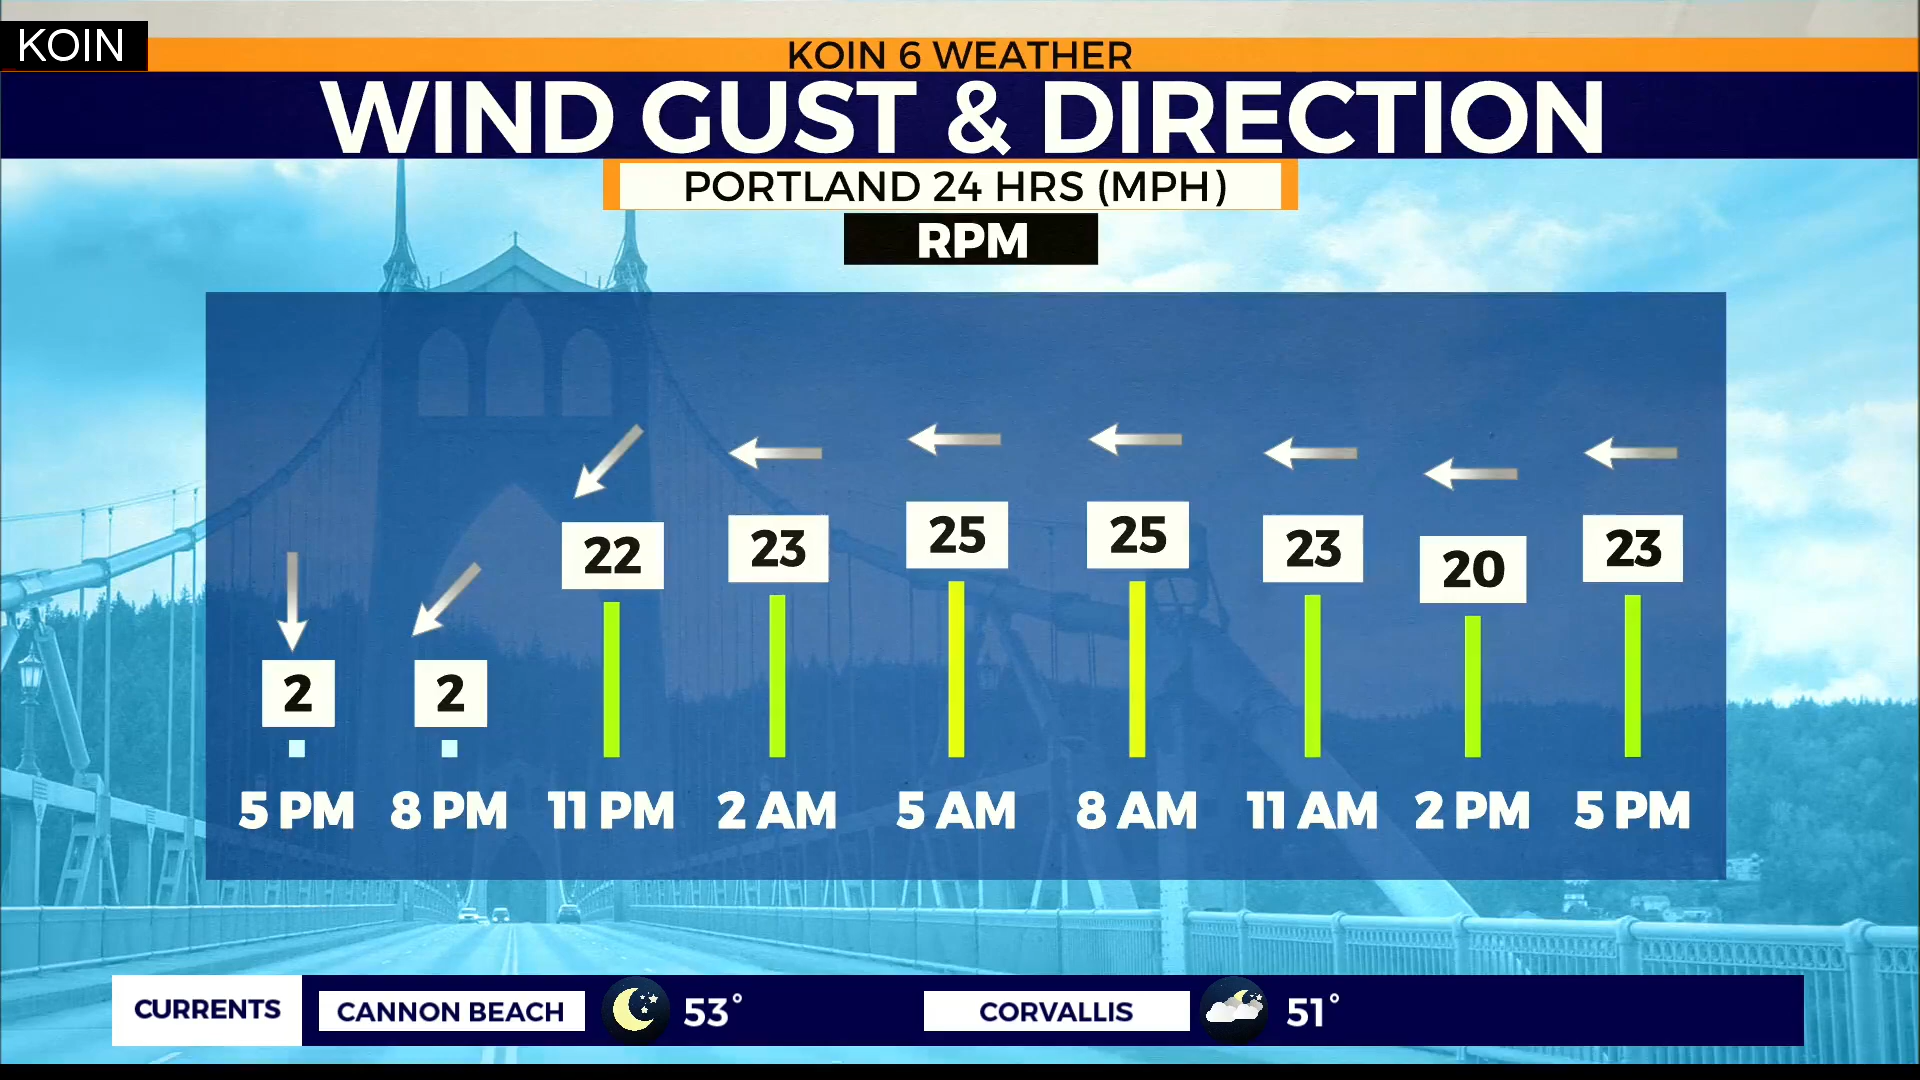 KOIN
KOIN 6 WEATHER
WIND GUST & DIRECTION
PORTLAND 24 HRS (MPH)
RPM
2 2 22 23 25 25 23 20 23
5 PM 8 PM 11 PM 2 AM 5 AM 8 AM 11 AM 2 PM 5 PM
CURRENTS CANNON BEACH 53° CORVALLIS 51°